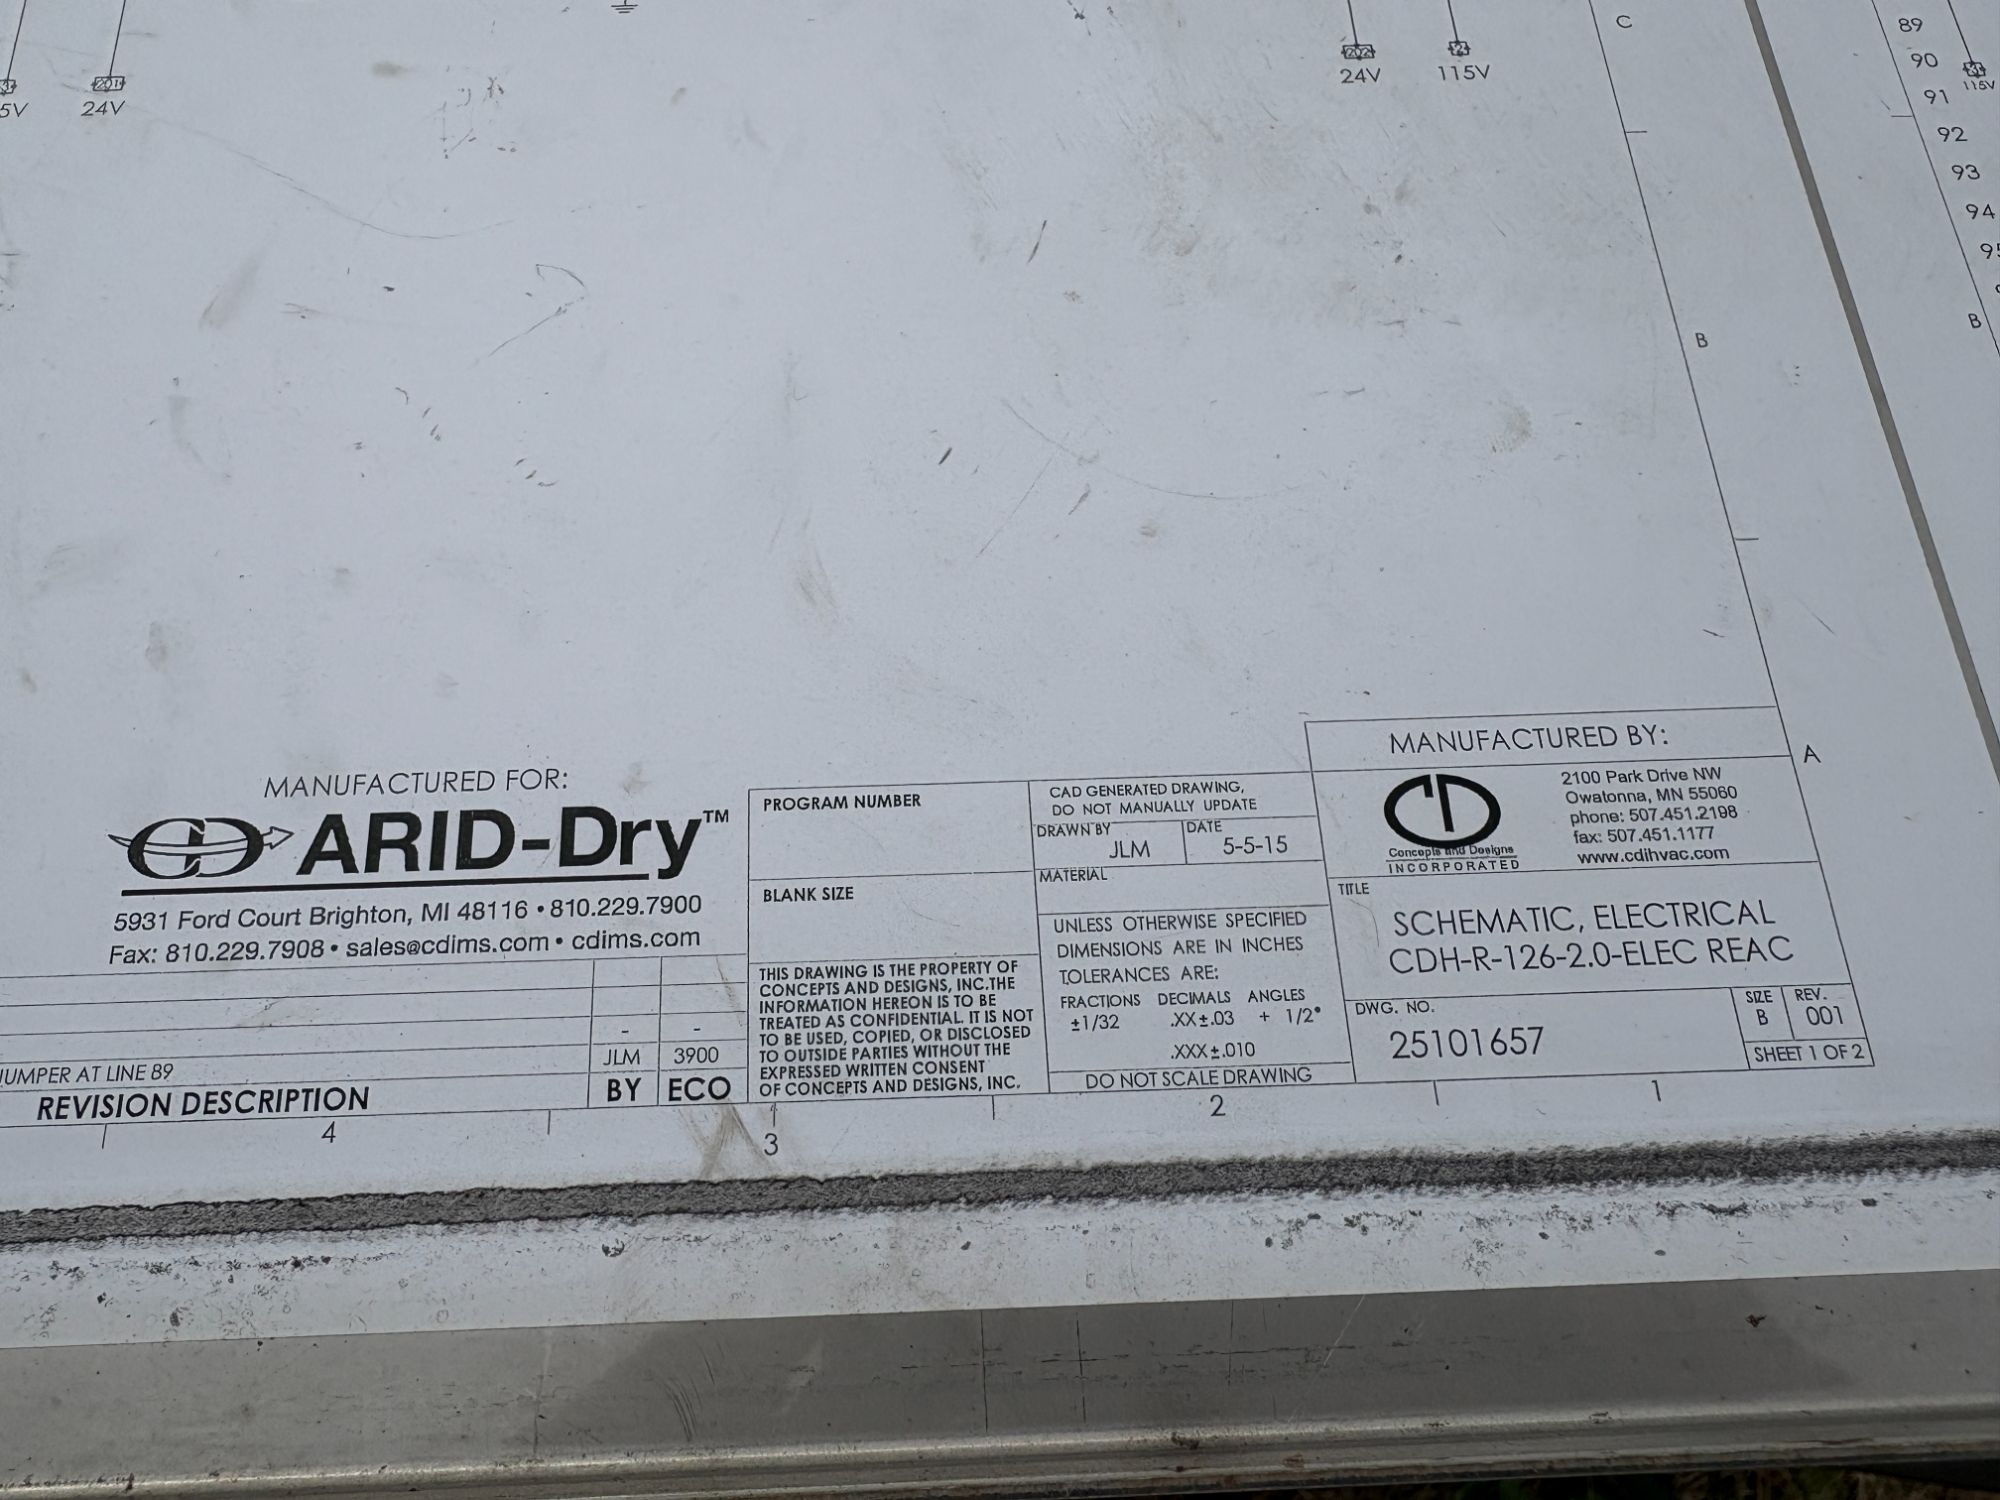 5V
201
24V
202
24V
2
115V
C
89
90
91
92
93
94
3
115V
B
B
A
MANUFACTURED FOR:
ARID-Dry™
5931 Ford Court Brighton, MI 48116 • 810.229.7900
Fax: 810.229.7908 • sales@cdims.com • cdims.com
- -
JLM 3900
JUMPER AT LINE 89
REVISION DESCRIPTION BY ECO
PROGRAM NUMBER
BLANK SIZE
THIS DRAWING IS THE PROPERTY OF
CONCEPTS AND DESIGNS, INC.THE
INFORMATION HEREON IS TO BE
TREATED AS CONFIDENTIAL. IT IS NOT
TO BE USED, COPIED, OR DISCLOSED
TO OUTSIDE PARTIES WITHOUT THE
EXPRESSED WRITTEN CONSENT
OF CONCEPTS AND DESIGNS, INC.
CAD GENERATED DRAWING,
DO NOT MANUALLY UPDATE
DRAWN BY
JLM
DATE
5-5-15
MATERIAL
UNLESS OTHERWISE SPECIFIED
DIMENSIONS ARE IN INCHES
TOLERANCES ARE:
FRACTIONS DECIMALS ANGLES
±1/32 .XX±.03 + 1/2°
.XXX±.010
DO NOT SCALE DRAWING
MANUFACTURED BY:
CD
Concepts and Designs
INCORPORATED
2100 Park Drive NW
Owatonna, MN 55060
phone: 507.451.2198
fax: 507.451.1177
www.cdihvac.com
TITLE
SCHEMATIC, ELECTRICAL
CDH-R-126-2.0-ELEC REAC
DWG. NO.
25101657
SIZE
B
REV.
001
SHEET 1 OF 2
4
3
2
1